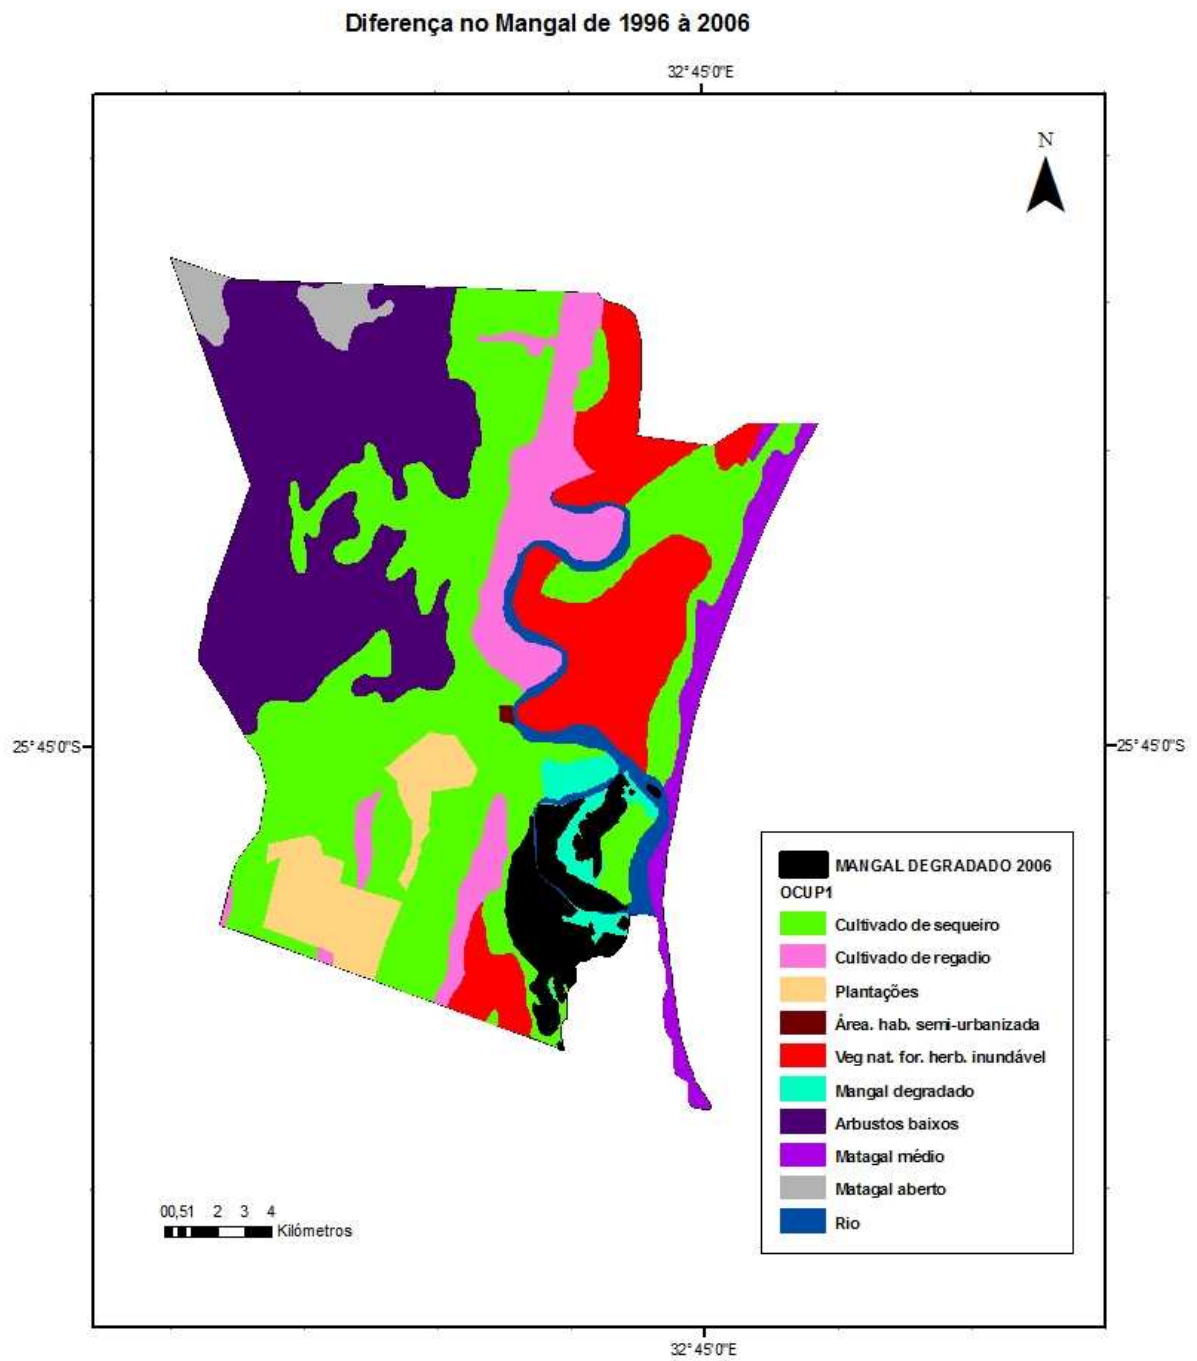 Diferença no Mangal de 1996 à 2006
32°45'0"E
N
25°45'0"S
25°45'0"S
MANGAL DEGRADADO 2006
OCUP1
Cultivado de sequeiro
Cultivado de regadio
Plantações
Área. hab. semi-urbanizada
Veg nat. for. herb. inundável
Mangal degradado
Arbustos baixos
Matagal médio
Matagal aberto
Rio
00,51 2 3 4
Kilómetros
32°45'0"E